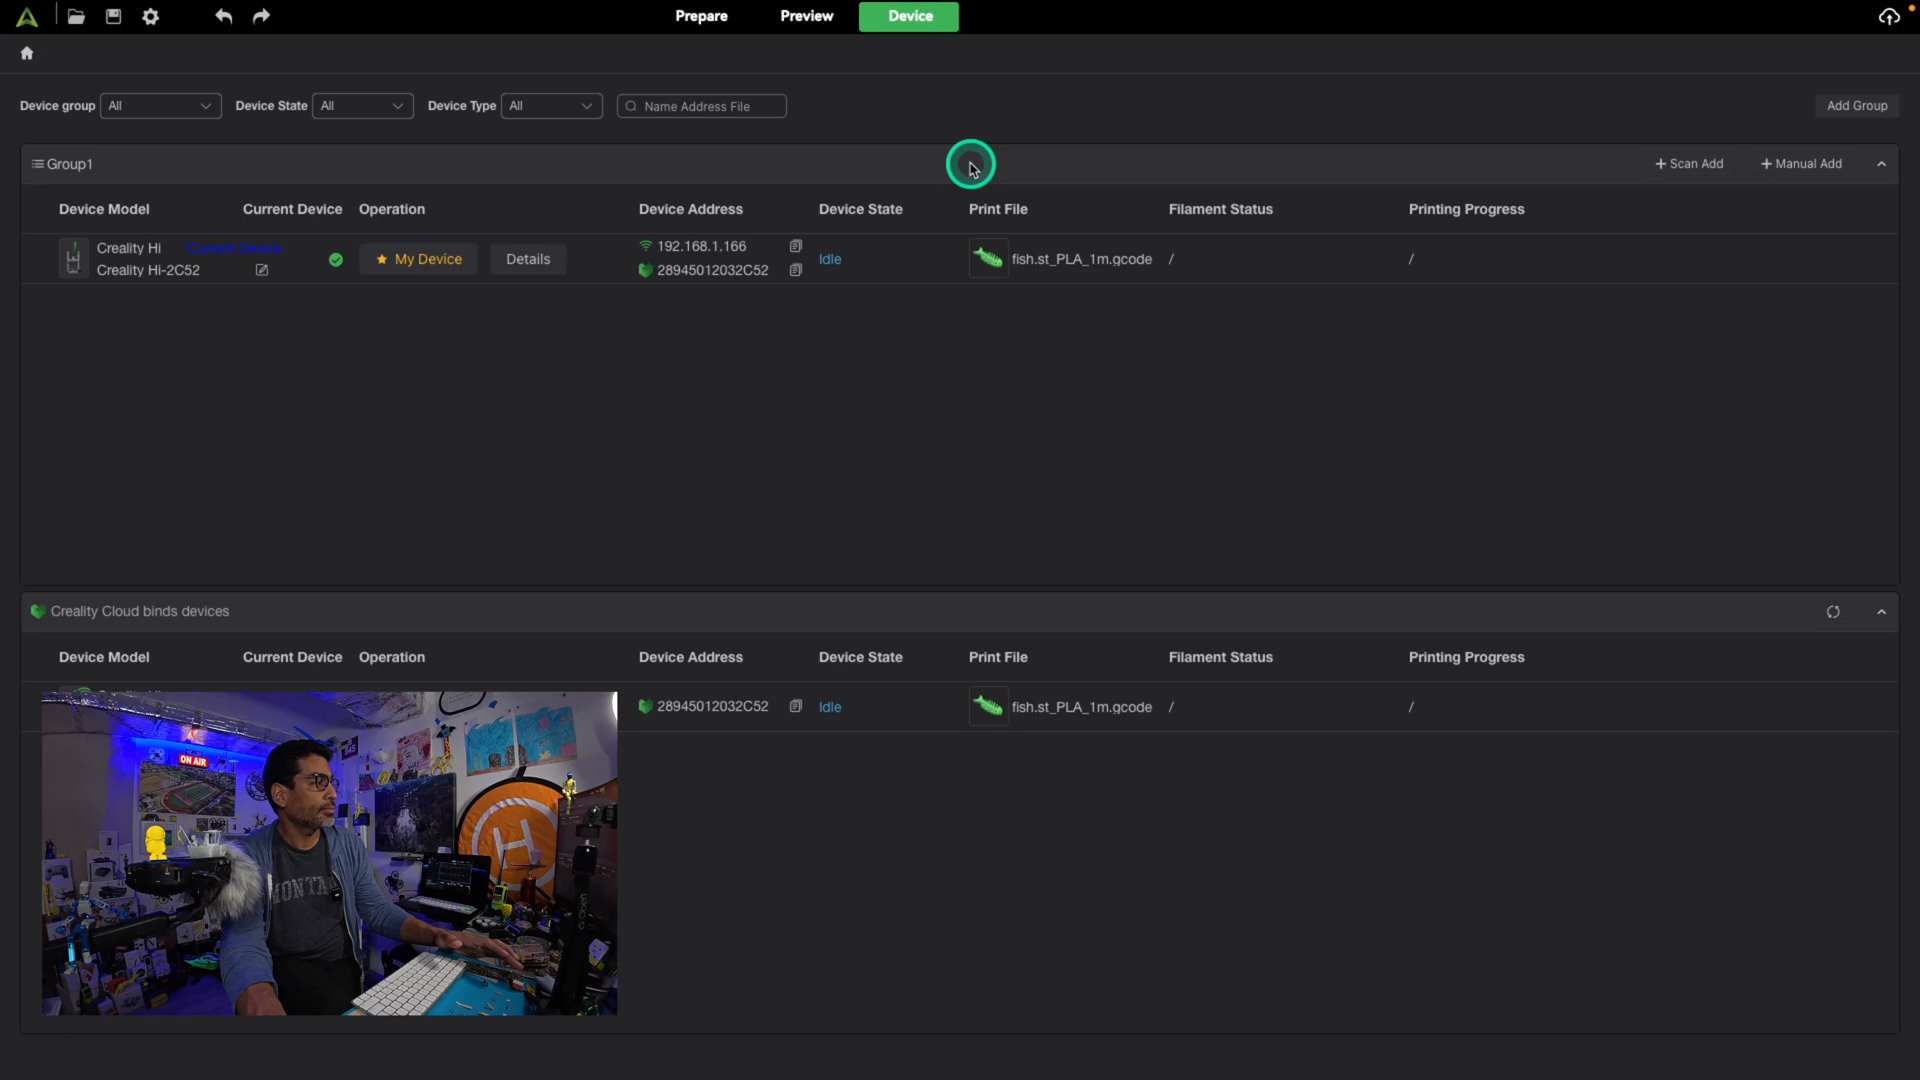 Prepare Preview Device
Device group All Device State All Device Type All Name Address File Add Group
Group1 + Scan Add + Manual Add
Device Model Current Device Operation Device Address Device State Print File Filament Status Printing Progress
Creality Hi *Current Device 192.168.1.166
My Device Details Idle fish.st_PLA_1m.gcode / /
Creality Hi-2C52 28945012032C52
Creality Cloud binds devices
Device Model Current Device Operation Device Address Device State Print File Filament Status Printing Progress
28945012032C52 Idle fish.st_PLA_1m.gcode / /
ON AIR
H
MONTA